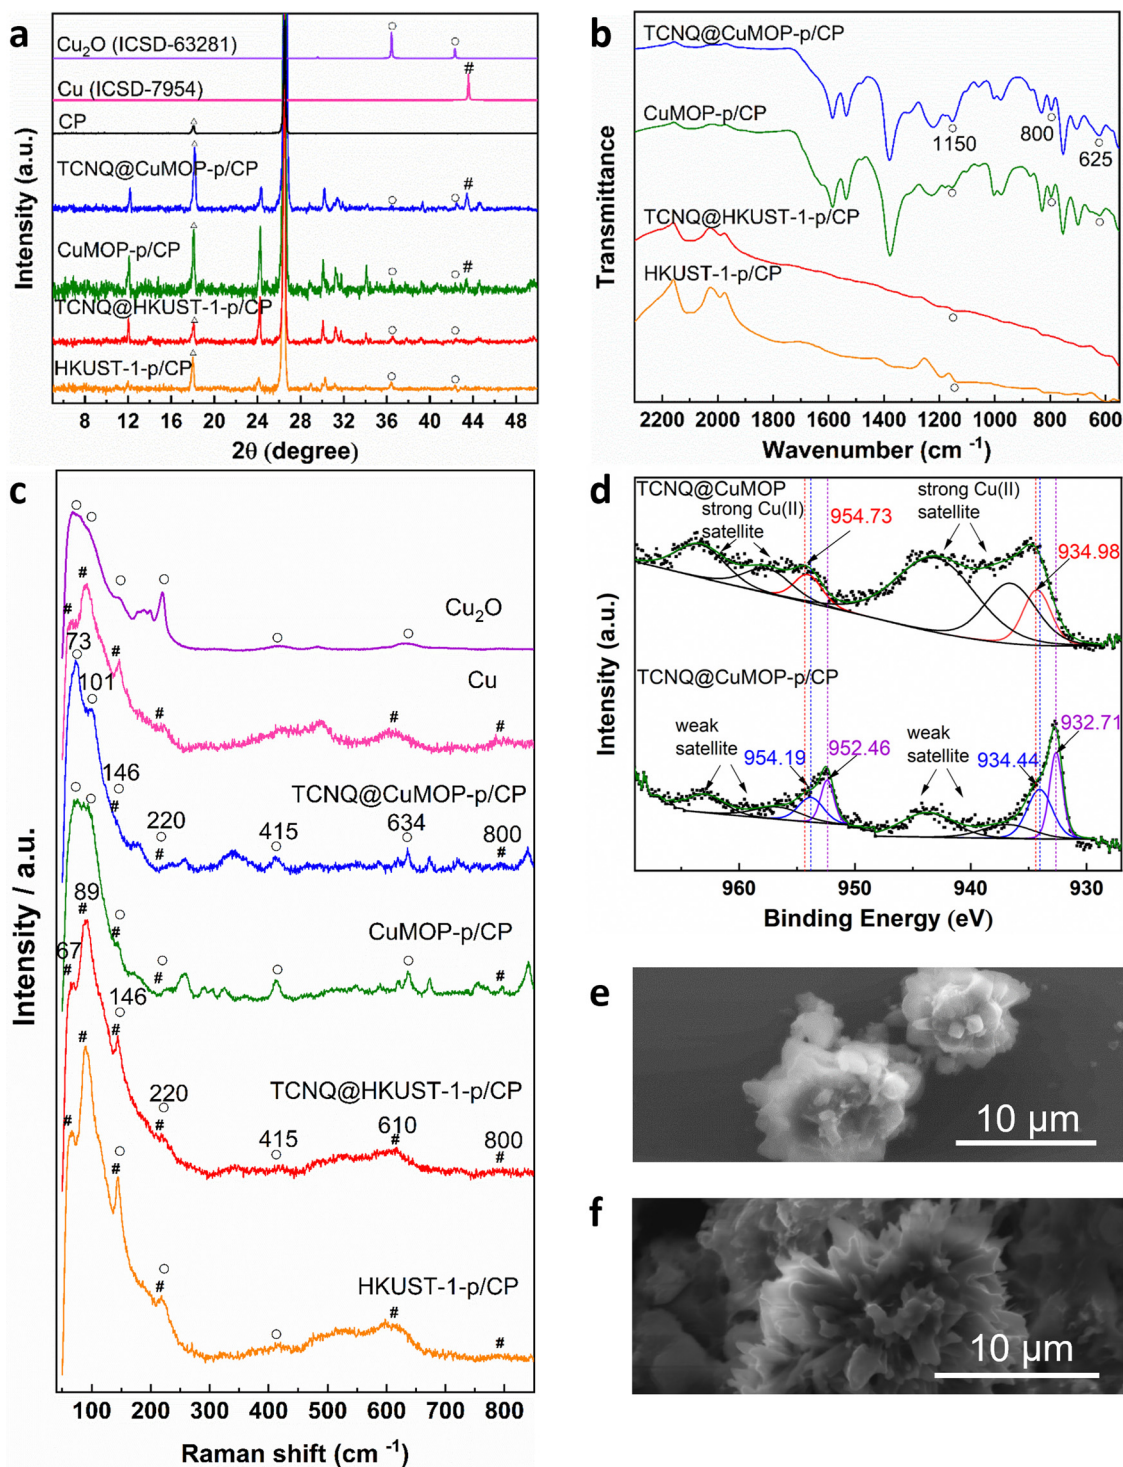 a
Cu2O (ICSD-63281)
Cu (ICSD-7954)
#
CP
TCNQ@CuMOP-p/CP
#
CuMOP-p/CP
#
TCNQ@HKUST-1-p/CP
HKUST-1-p/CP
Intensity (a.u.)
8 12 16 20 24 28 32 36 40 44 48
2θ (degree)
b
TCNQ@CuMOP-p/CP
CuMOP-p/CP
1150
800
625
TCNQ@HKUST-1-p/CP
HKUST-1-p/CP
Transmittance
2200 2000 1800 1600 1400 1200 1000 800 600
Wavenumber (cm -1)
c
Cu2O
# #
# # # #
Cu
73
101
146
#
220
#
415
634
800
#
TCNQ@CuMOP-p/CP
89
# # #
#
CuMOP-p/CP
67
#
146
#
220
#
415
610
#
800
#
TCNQ@HKUST-1-p/CP
# # # #
# #
HKUST-1-p/CP
Intensity / a.u.
100 200 300 400 500 600 700 800
Raman shift (cm -1)
d
TCNQ@CuMOP
strong Cu(II)
satellite
954.73
strong Cu(II)
satellite
934.98
TCNQ@CuMOP-p/CP
weak
satellite
954.19
952.46
weak
satellite
934.44
932.71
Intensity (a.u.)
960 950 940 930
Binding Energy (eV)
e
10 µm
f
10 µm